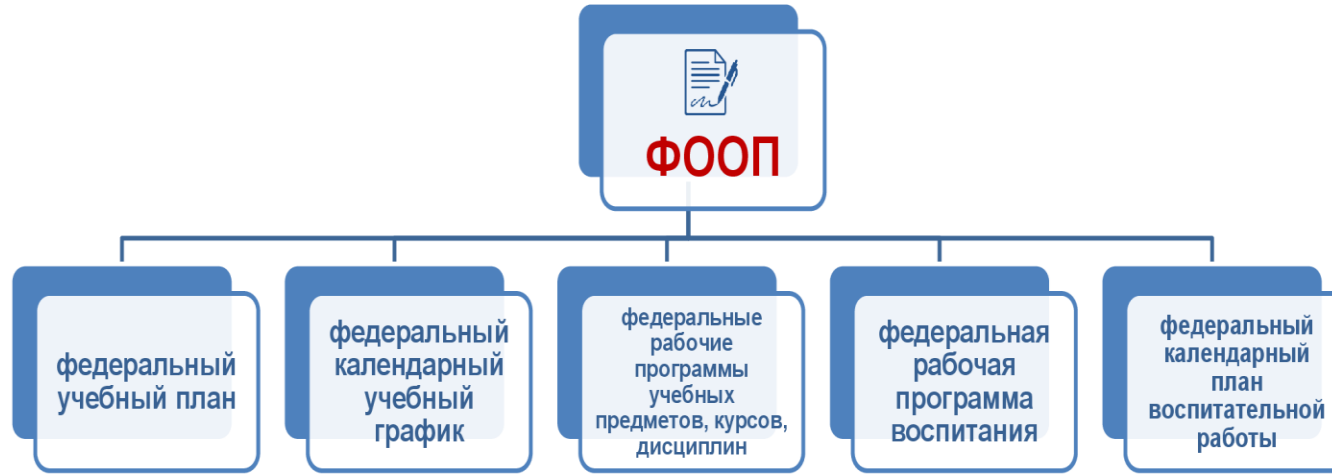 ФООП
федеральный
учебный план
федеральный
календарный
учебный
график
федеральные
рабочие
программы
учебных
предметов, курсов,
дисциплин
федеральная
рабочая
программа
воспитания
федеральный
календарный
план
воспитательной
работы